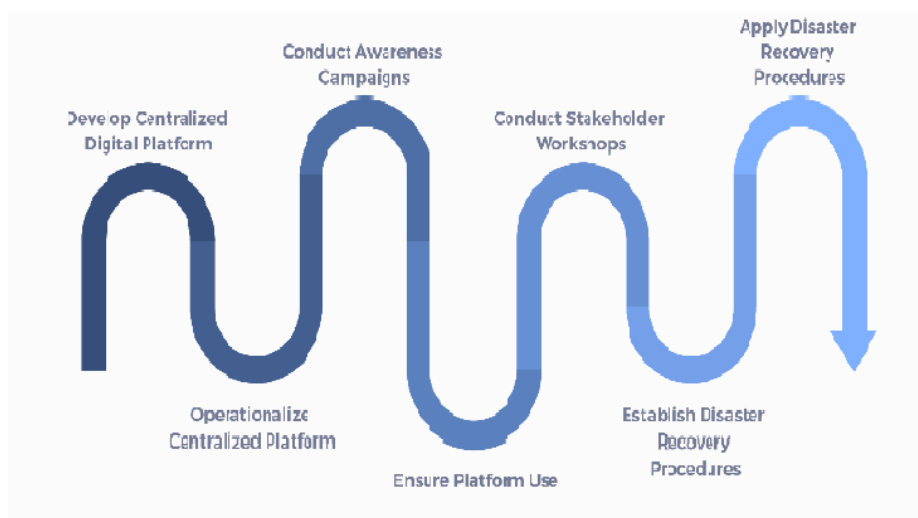 Develop Centralized
Digital Platform
Operationalize
Centralized Platform
Conduct Awareness
Campaigns
Ensure Platform Use
Conduct Stakeholder
Workshops
Establish Disaster
Recovery
Procedures
Apply Disaster
Recovery
Procedures